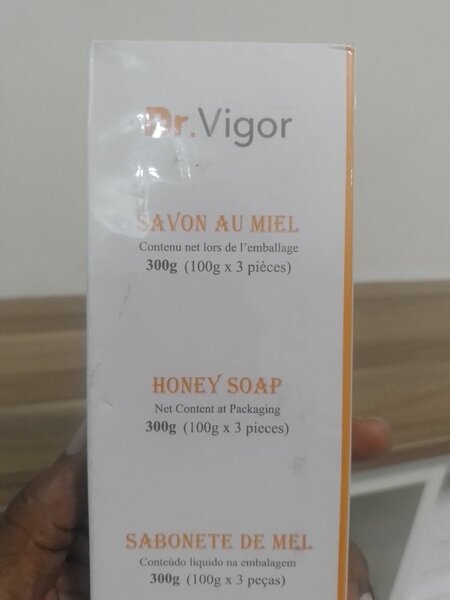 Dr.Vigor
SAVON AU MIEL
Contenu net lors de l'emballage
300g (100g x 3 pièces)
HONEY SOAP
Net Content at Packaging
300g (100g x 3 pieces)
SABONETE DE MEL
Conteúdo líquido na embalagem
300g (100g x 3 peças)